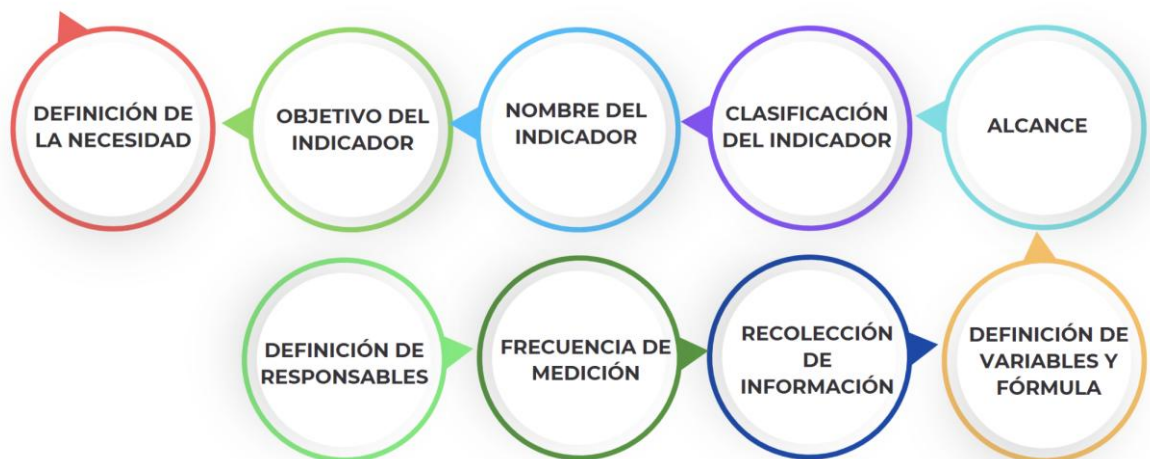 DEFINICIÓN DE
LA NECESIDAD
OBJETIVO DEL
INDICADOR
NOMBRE DEL
INDICADOR
CLASIFICACIÓN
DEL INDICADOR
ALCANCE
DEFINICIÓN DE
RESPONSABLES
FRECUENCIA DE
MEDICIÓN
RECOLECCIÓN
DE
INFORMACIÓN
DEFINICIÓN DE
VARIABLES Y
FÓRMULA